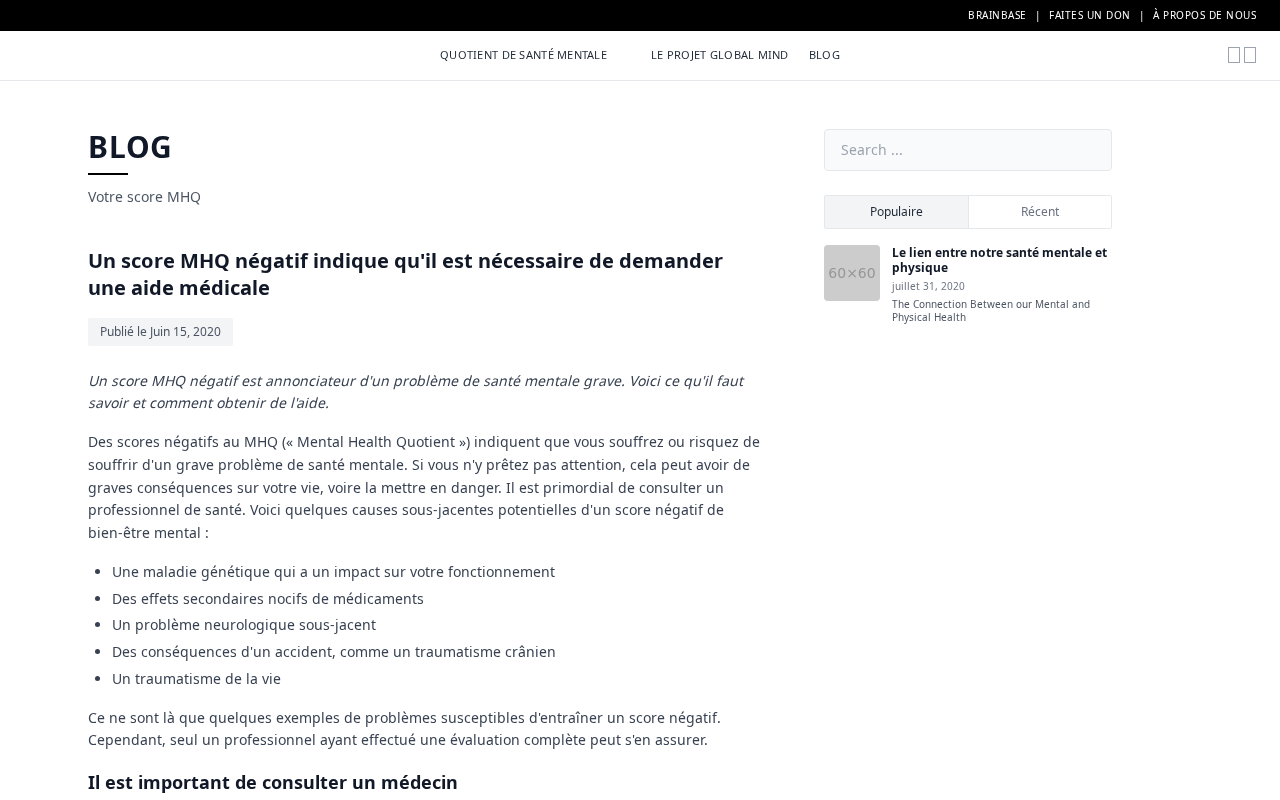 BRAINBASE | FAITES UN DON | À PROPOS DE NOUS
QUOTIENT DE SANTÉ MENTALE LE PROJET GLOBAL MIND BLOG
BLOG
Votre score MHQ
Un score MHQ négatif indique qu'il est nécessaire de demander
une aide médicale
Publié le Juin 15, 2020
Un score MHQ négatif est annonciateur d'un problème de santé mentale grave. Voici ce qu'il faut
savoir et comment obtenir de l'aide.
Des scores négatifs au MHQ (« Mental Health Quotient ») indiquent que vous souffrez ou risquez de
souffrir d'un grave problème de santé mentale. Si vous n'y prêtez pas attention, cela peut avoir de
graves conséquences sur votre vie, voire la mettre en danger. Il est primordial de consulter un
professionnel de santé. Voici quelques causes sous-jacentes potentielles d'un score négatif de
bien-être mental :
• Une maladie génétique qui a un impact sur votre fonctionnement
• Des effets secondaires nocifs de médicaments
• Un problème neurologique sous-jacent
• Des conséquences d'un accident, comme un traumatisme crânien
• Un traumatisme de la vie
Ce ne sont là que quelques exemples de problèmes susceptibles d'entraîner un score négatif.
Cependant, seul un professionnel ayant effectué une évaluation complète peut s'en assurer.
Il est important de consulter un médecin
Search ...
Populaire Récent
60×60
Le lien entre notre santé mentale et
physique
juillet 31, 2020
The Connection Between our Mental and
Physical Health